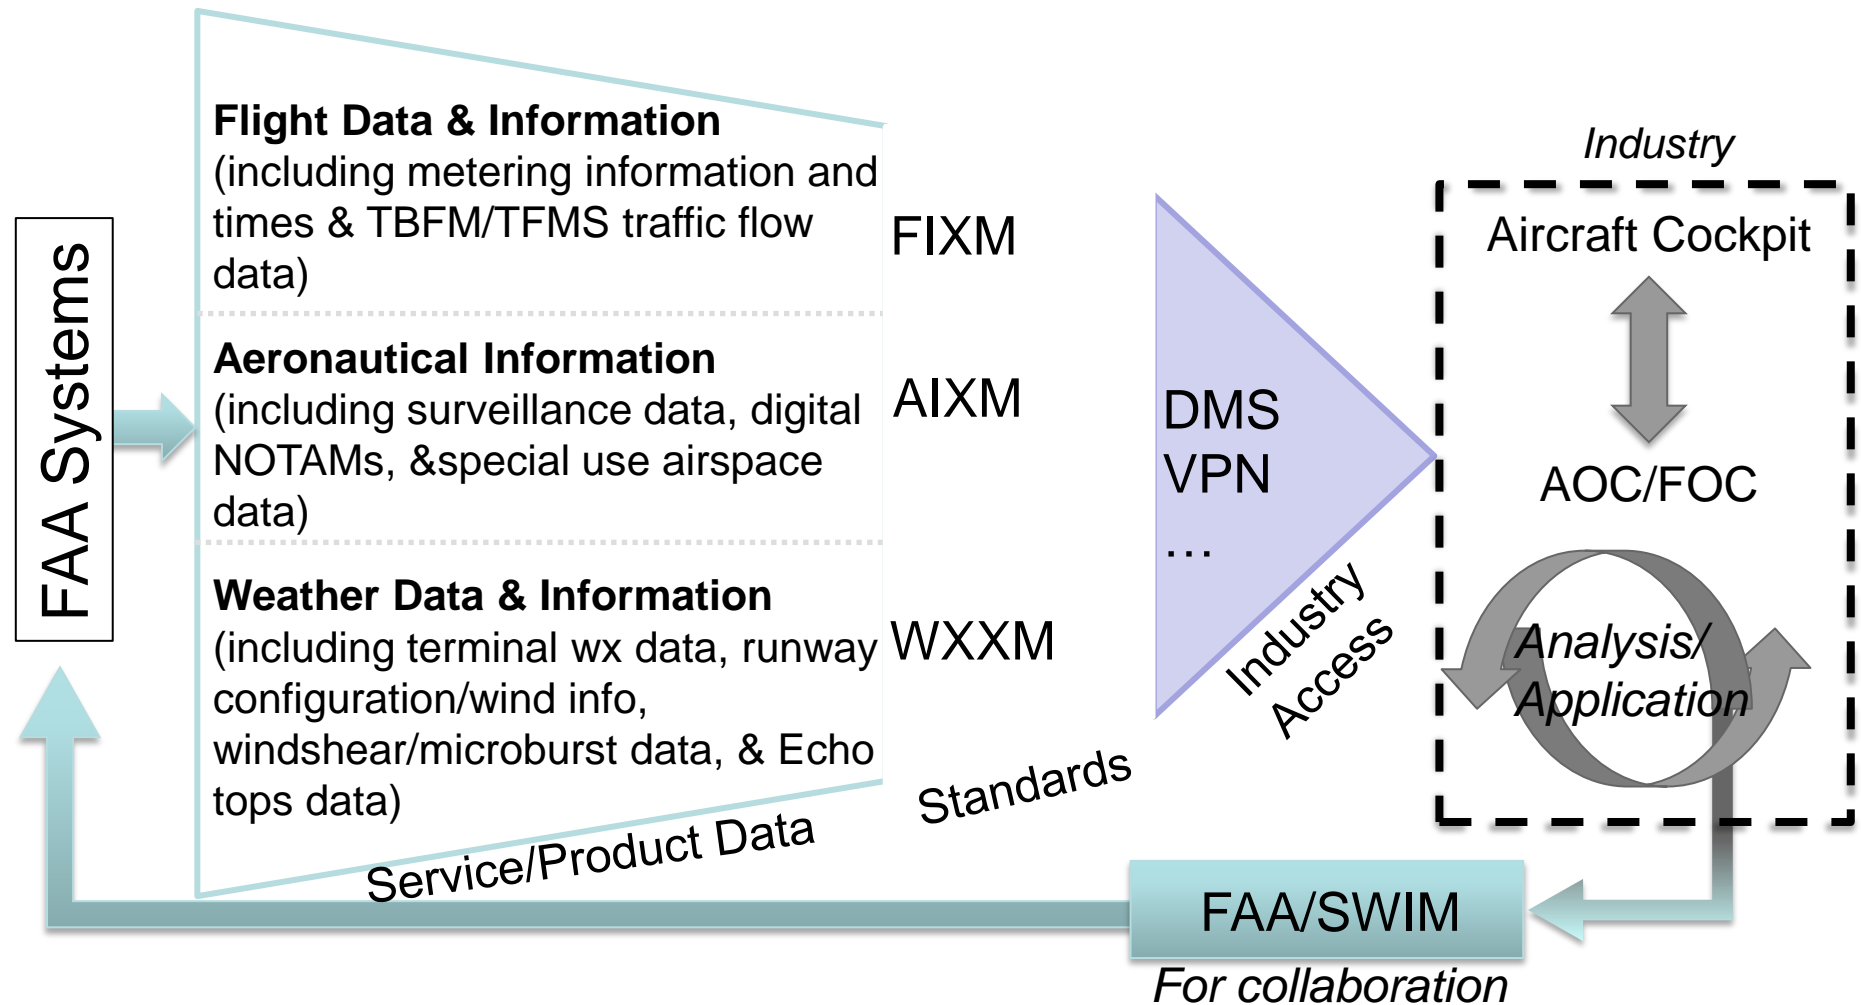 FAA Systems
Flight Data & Information
(including metering information and
times & TBFM/TFMS traffic flow
data)
Aeronautical Information
(including surveillance data, digital
NOTAMs, &special use airspace
data)
Weather Data & Information
(including terminal wx data, runway
configuration/wind info,
windshear/microburst data, & Echo
tops data)
Service/Product Data
FIXM
AIXM
WXXM
Standards
DMS
VPN
…
Industry
Access
Industry
Aircraft Cockpit
AOC/FOC
Analysis/
Application
FAA/SWIM
For collaboration